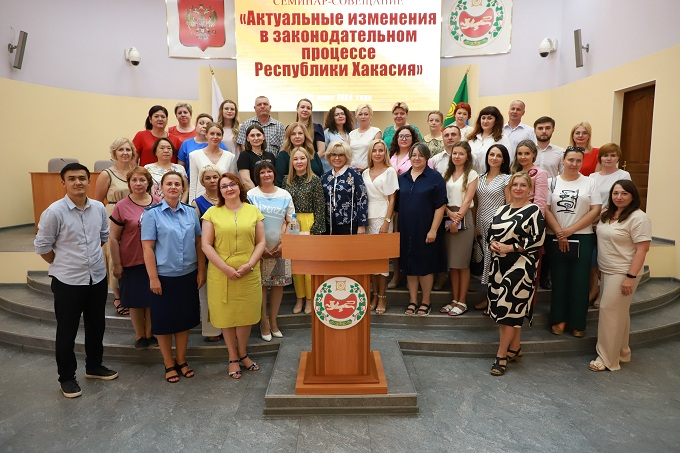 СЕМИНАР-СОВЕЩАНИЕ
«Актуальные изменения
в законодательном
процессе
Республики Хакасия»